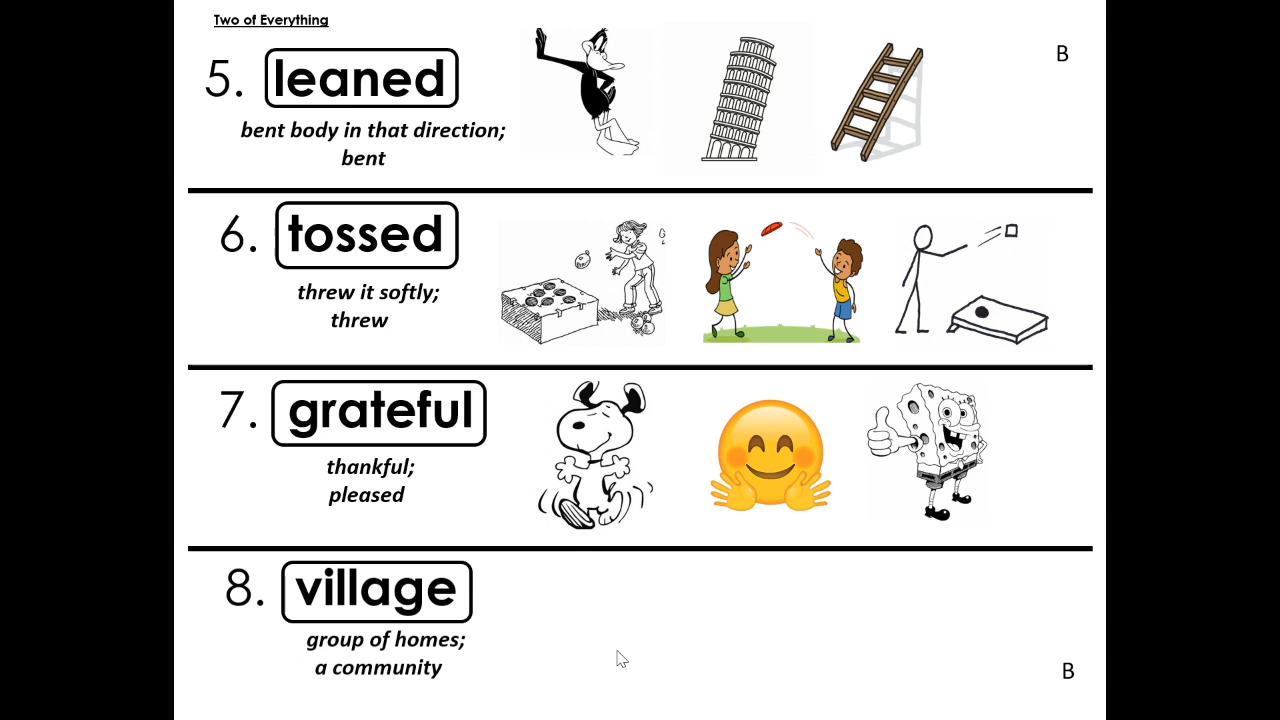 Two of Everything
B
5. leaned
bent body in that direction;
bent
6. tossed
threw it softly;
threw
7. grateful
thankful;
pleased
8. village
group of homes;
a community
B